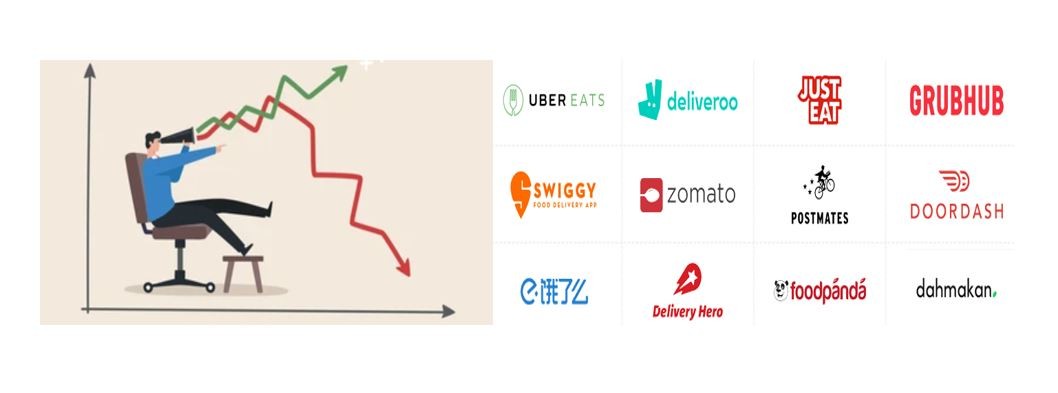 UBER EATS
deliveroo
JUST
EAT
GRUBHUB
SWIGGY
FOOD DELIVERY APP
zomato
POSTMATES
DOORDASH
e饿了么
Delivery Hero
foodpanda
dahmakan.